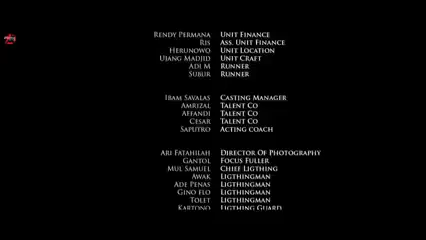 Rendy Permana Unit Finance
Ris Ass. Unit Finance
Herunowo Unit Location
Ujang Madjid Unit Craft
Adi M Runner
Subur Runner
Ibam Savalas Casting Manager
Amrizal Talent Co
Affandi Talent Co
Cesar Talent Co
Saputro Acting coach
Ari Fatahilah Director Of Photography
Gantol Focus Fuller
Mul Samuel Chief Ligthing
Awak Ligthingman
Ade Penas Ligthingman
Gino Flo Ligthingman
Tolet Ligthingman
Kartono Ligthing Guard